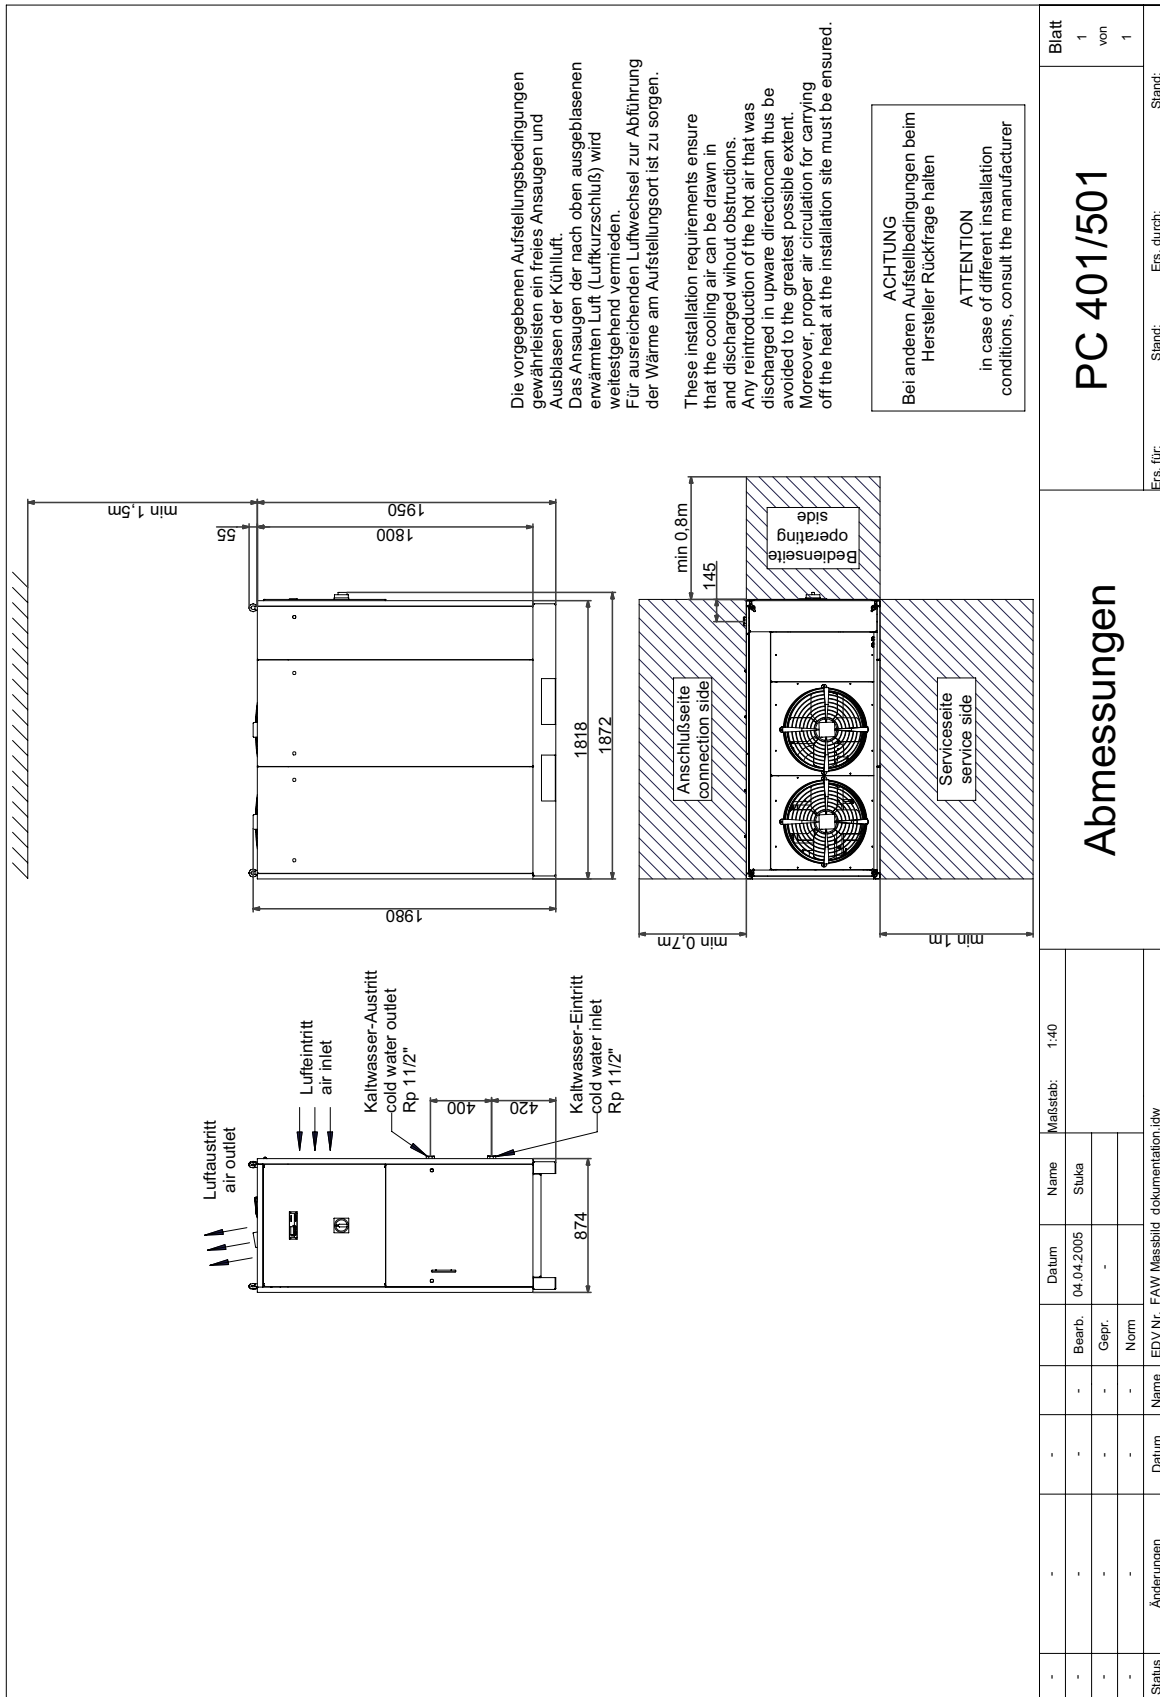 Luftaustritt
air outlet
Lufteintritt
air inlet
Kaltwasser-Austritt
cold water outlet
Rp 11/2"
400
420
Kaltwasser-Eintritt
cold water inlet
Rp 11/2"
874
min 1,5m
55
1950
1800
1980
1818
1872
min 0,8m
145
Bedienseite
operating
side
Anschlußseite
connection side
Serviceseite
service side
min 0,7m
min 1m
Die vorgegebenen Aufstellungsbedingungen
gewährleisten ein freies Ansaugen und
Ausblasen der Kühlluft.
Das Ansaugen der nach oben ausgeblasenen
erwärmten Luft (Luftkurzschluß) wird
weitestgehend vermieden.
Für ausreichenden Luftwechsel zur Abführung
der Wärme am Aufstellungsort ist zu sorgen.
These installation requirements ensure
that the cooling air can be drawn in
and discharged wihout obstructions.
Any reintroduction of the hot air that was
discharged in upware directioncan thus be
avoided to the greatest possible extent.
Moreover, proper air circulation for carrying
off the heat at the installation site must be ensured.
ACHTUNG
Bei anderen Aufstellbedingungen beim
Hersteller Rückfrage halten
ATTENTION
in case of different installation
conditions, consult the manufacturer
- - Datum Name Maßstab: 1:40
- - - - Bearb. 04.04.2005 Stuka
- - - - Gepr. -
- - - - Norm
Status Änderungen Datum Name EDV Nr. FAW Massbild dokumentation.idw
Abmessungen
PC 401/501
Blatt
1
von
1
Ers. für: Stand: Ers. durch: Stand: